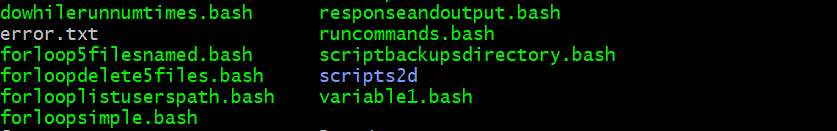 dowhilerunnumtimes.bash responseandoutput.bash
error.txt runcommands.bash
forloop5filesnamed.bash scriptbackupsdirectory.bash
forloopdelete5files.bash scripts2d
forlooplistuserspath.bash variable1.bash
forloopsimple.bash